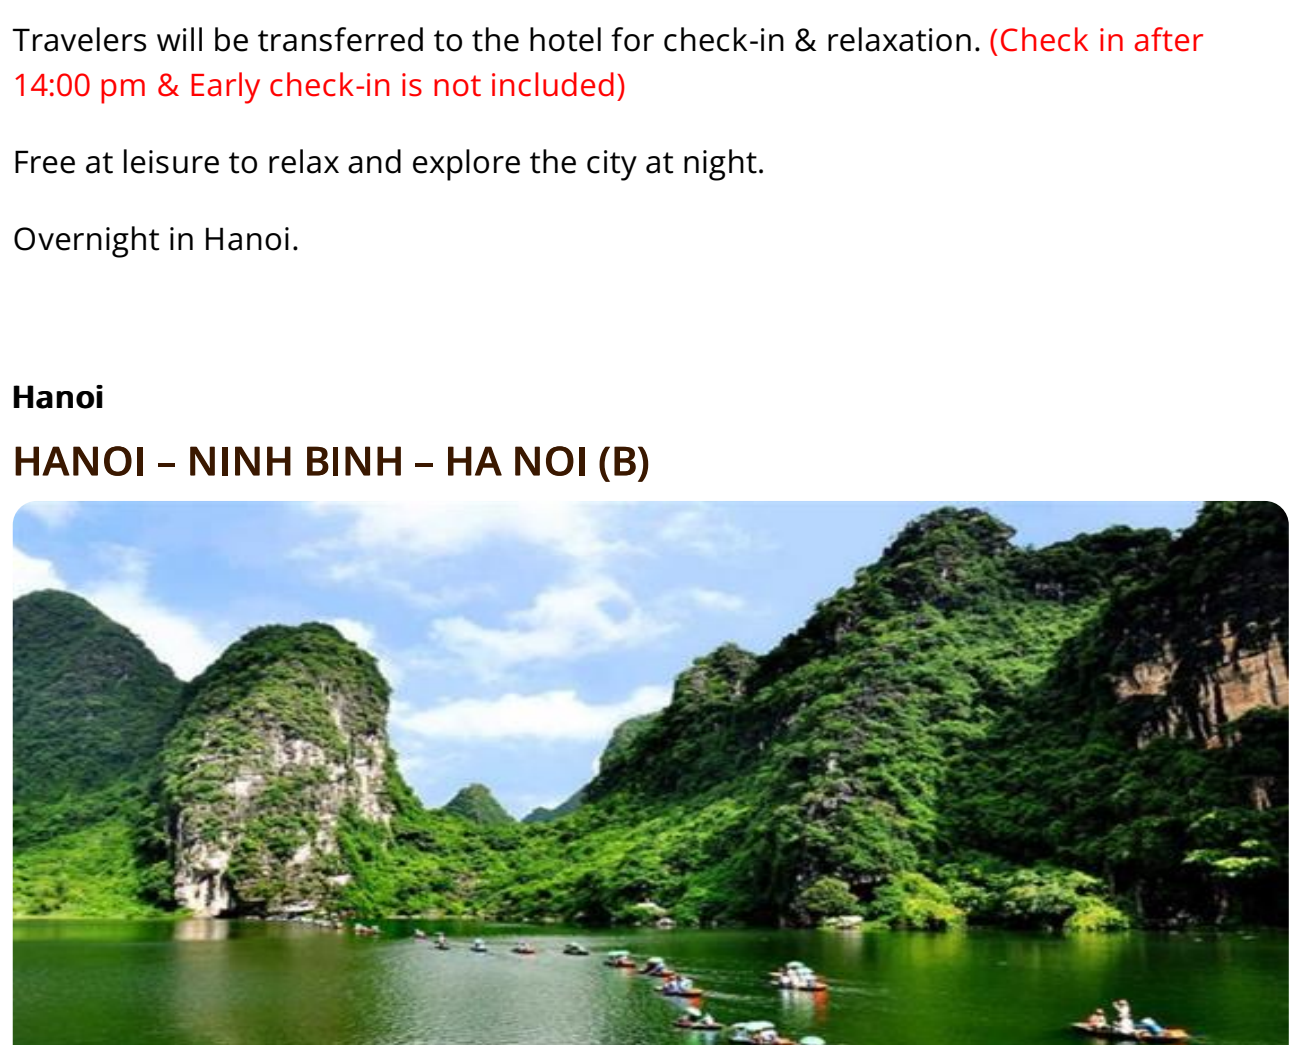 Travelers will be transferred to the hotel for check-in & relaxation. (Check in after
14:00 pm & Early check-in is not included)
Free at leisure to relax and explore the city at night.
Overnight in Hanoi.
Hanoi
HANOI – NINH BINH – HA NOI (B)